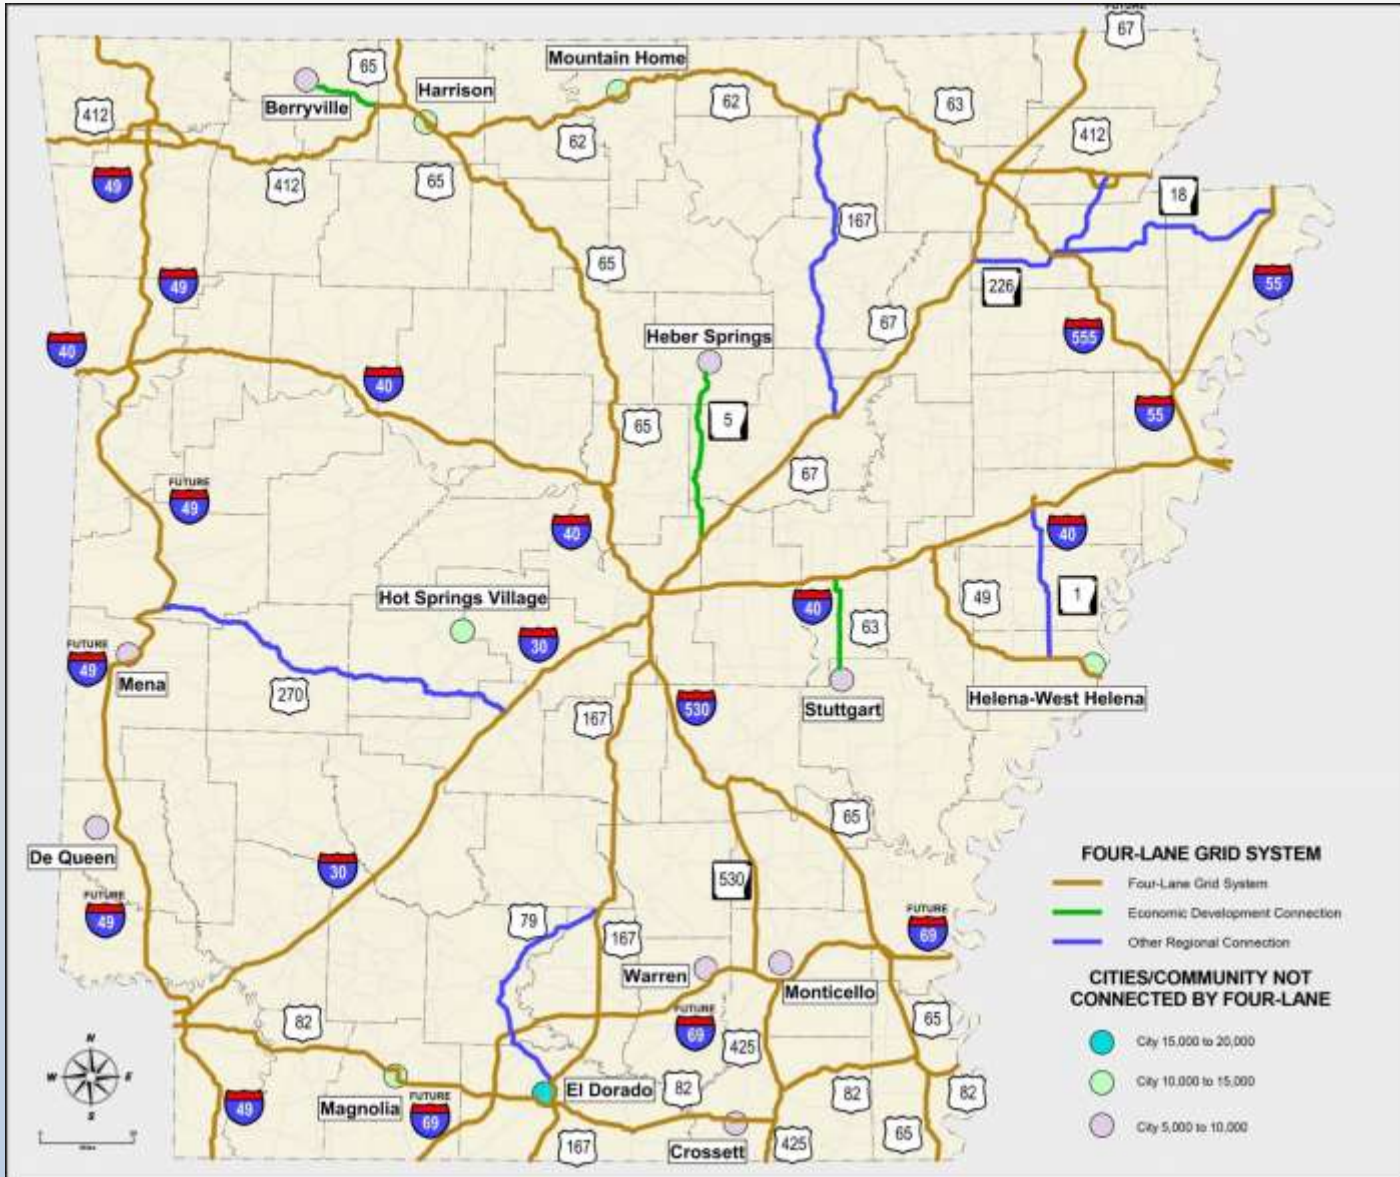 FUTURE
67
65
Mountain Home
Harrison
Berryville
62
63
412
412
62
49
412
65
18
167
65
226
49
55
67
Heber Springs
555
40
40
5
55
65
67
FUTURE
49
40
40
Hot Springs Village
49
1
40
63
30
FUTURE
49
Mena
270
Stuttgart
Helena-West Helena
530
167
65
De Queen
30
530
FUTURE
49
79
167
FUTURE
69
Warren
Monticello
82
FUTURE
69
65
425
El Dorado
82
82
82
Magnolia
49
FUTURE
69
Crossett
167
425
65
N
W E
S
Miles
FOUR-LANE GRID SYSTEM
Four-Lane Grid System
Economic Development Connection
Other Regional Connection
CITIES/COMMUNITY NOT
CONNECTED BY FOUR-LANE
City 15,000 to 20,000
City 10,000 to 15,000
City 5,000 to 10,000